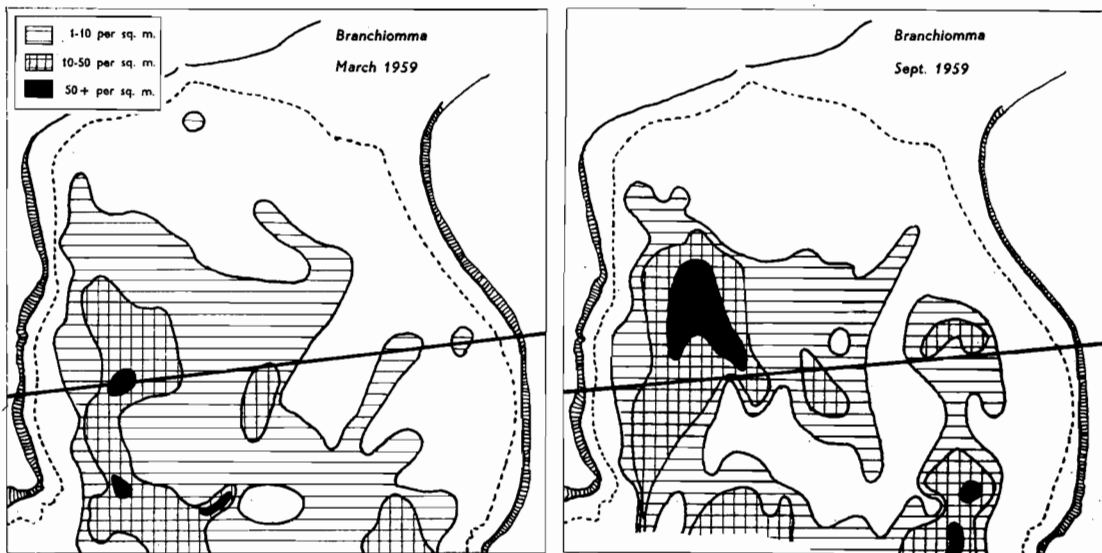 1-10 per sq. m.
10-50 per sq. m.
50+ per sq. m.
Branchiomma
March 1959
Branchiomma
Sept. 1959